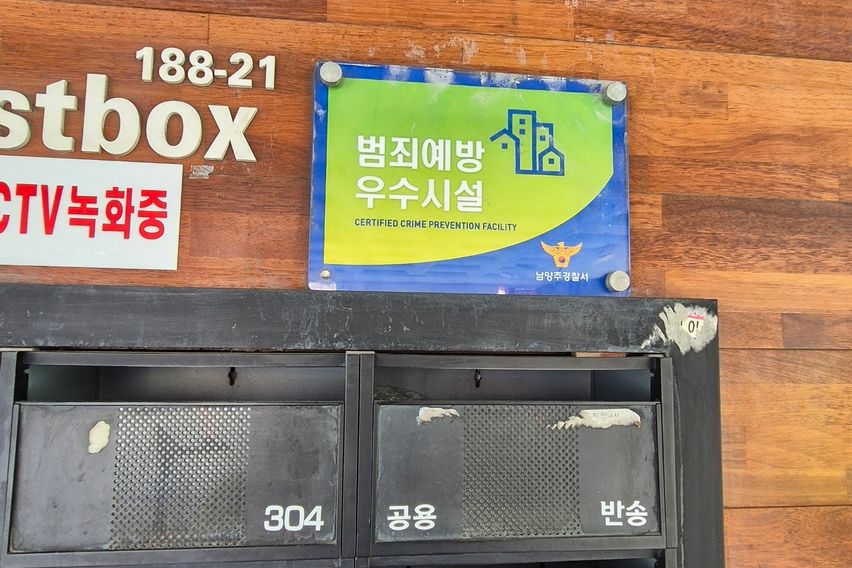 188-21
stbox
CTV녹화중
범죄예방
우수시설
CERTIFIED CRIME PREVENTION FACILITY
남양주경찰서
304
공용
반송